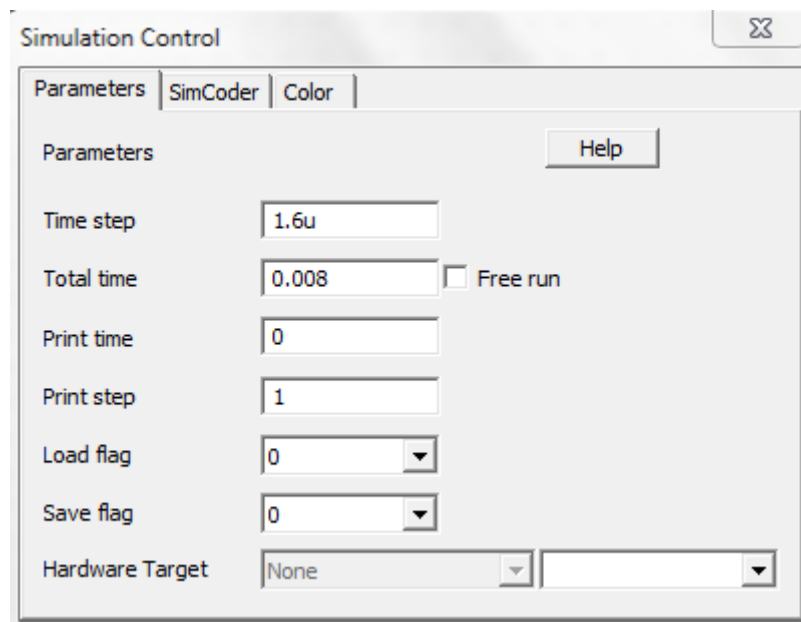 Simulation Control
Parameters SimCoder Color
Parameters Help
Time step 1.6u
Total time 0.008 Free run
Print time 0
Print step 1
Load flag 0
Save flag 0
Hardware Target None